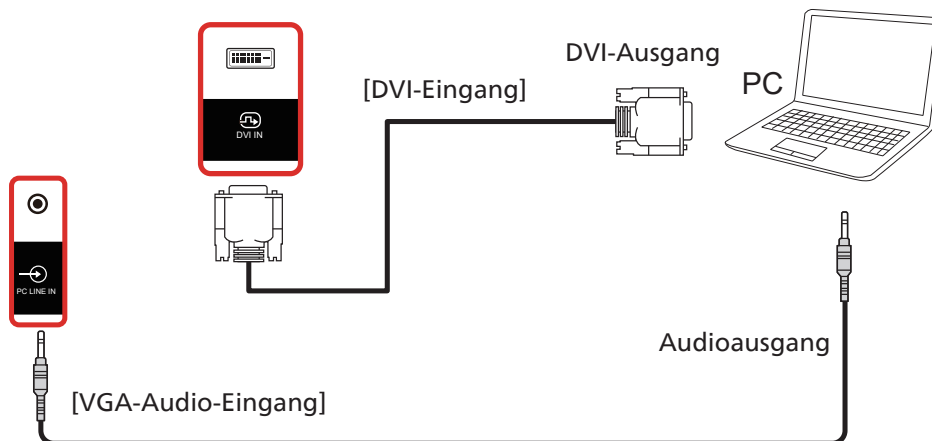 DVI-Ausgang
PC
[DVI-Eingang]
DVI IN
PC LINE IN
Audioausgang
[VGA-Audio-Eingang]